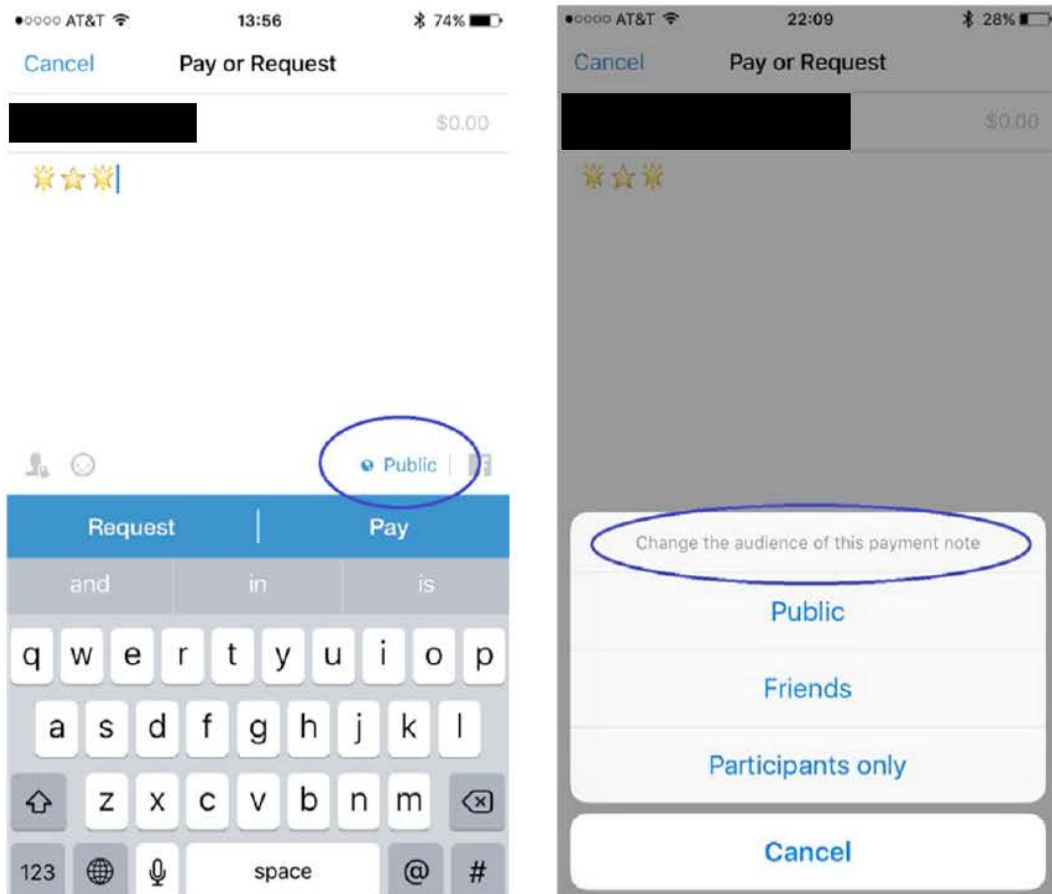 AT&T 13:56 74%
Cancel Pay or Request
$0.00
Public
Request Pay
and in is
q w e r t y u i o p
a s d f g h j k l
z x c v b n m
123 space @ #
AT&T 22:09 28%
Cancel Pay or Request
$0.00
Change the audience of this payment note
Public
Friends
Participants only
Cancel